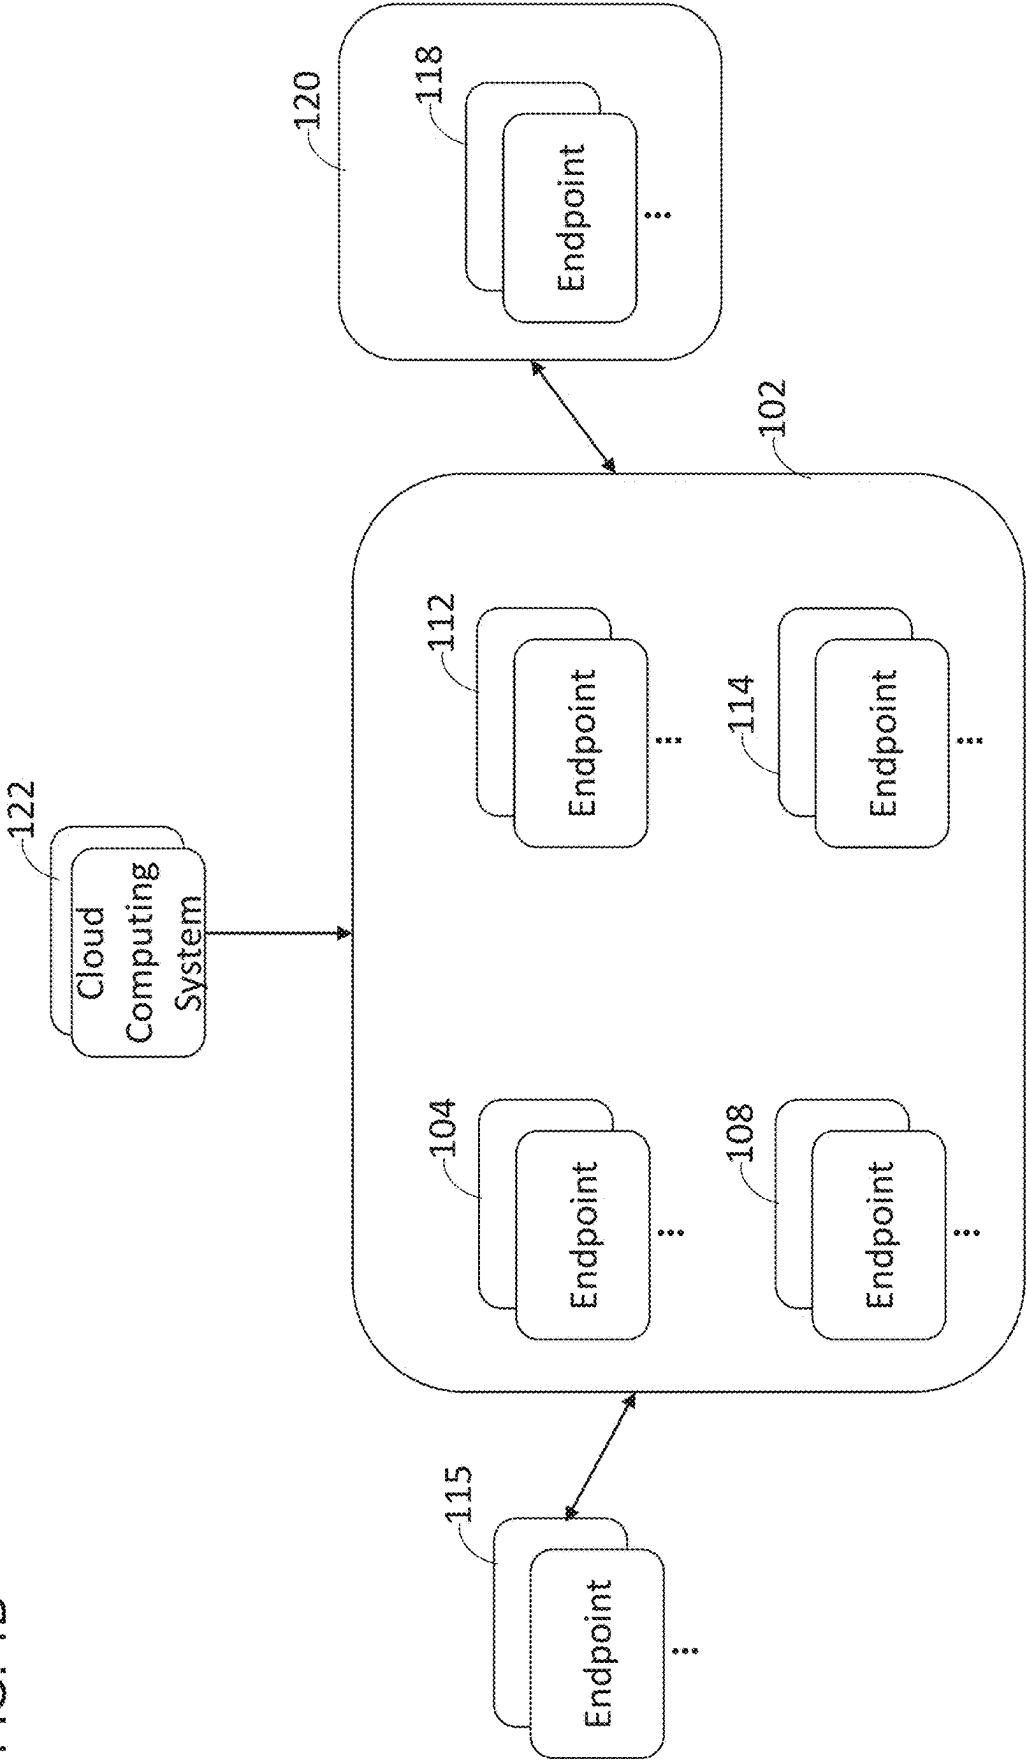 122
Cloud
Computing
System
120
115
104
112
118
Endpoint
Endpoint
Endpoint
Endpoint
...
...
...
...
108
114
102
Endpoint
Endpoint
...
...